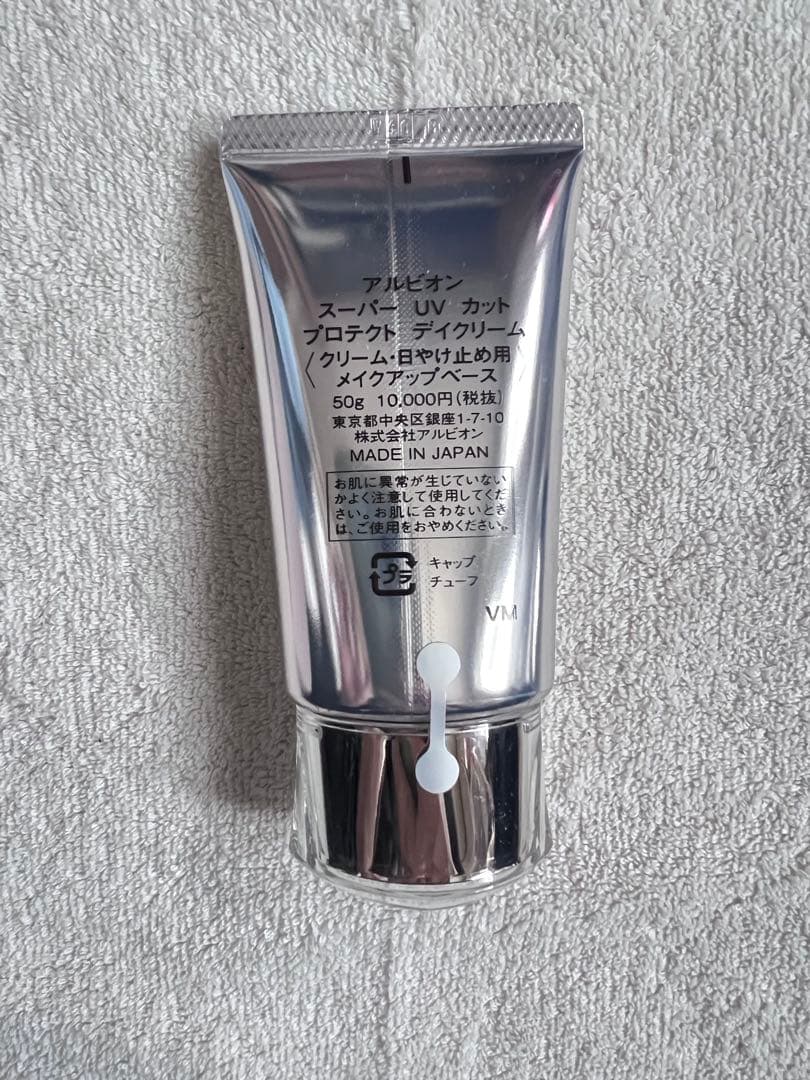 アルビオン
スーパー UV カット
プロテクト デイクリーム
〈クリーム・日やけ止め用
メイクアップベース〉
50g 10,000円(税抜)
東京都中央区銀座1-7-10
株式会社アルビオン
MADE IN JAPAN
お肌に異常が生じていない
かよく注意して使用してくだ
さい。お肌に合わないとき
は、ご使用をおやめください。
プラ
キャップ
チューブ
VM